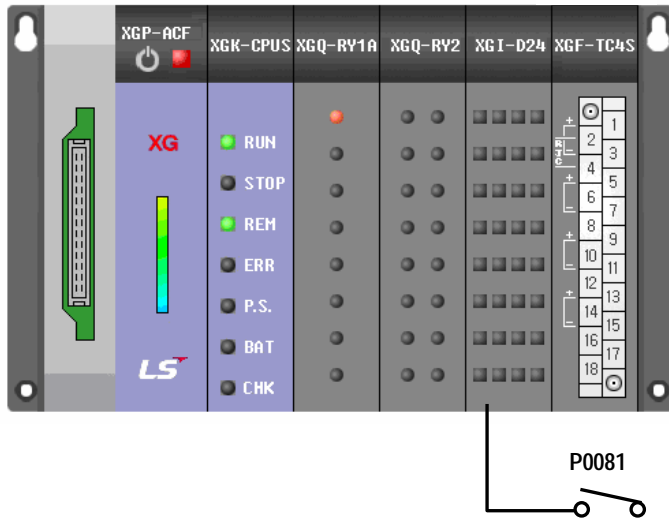 XGP-ACF
XGK-CPUS
XGQ-RY1A
XGQ-RY2
XGI-D24
XGF-TC4S
XG
RUN
STOP
REM
ERR
P.S.
BAT
CHK
LS
+
RJC
-
+
-
+
-
+
-
1
2
3
4
5
6
7
8
9
10
11
12
13
14
15
16
17
18
P0081